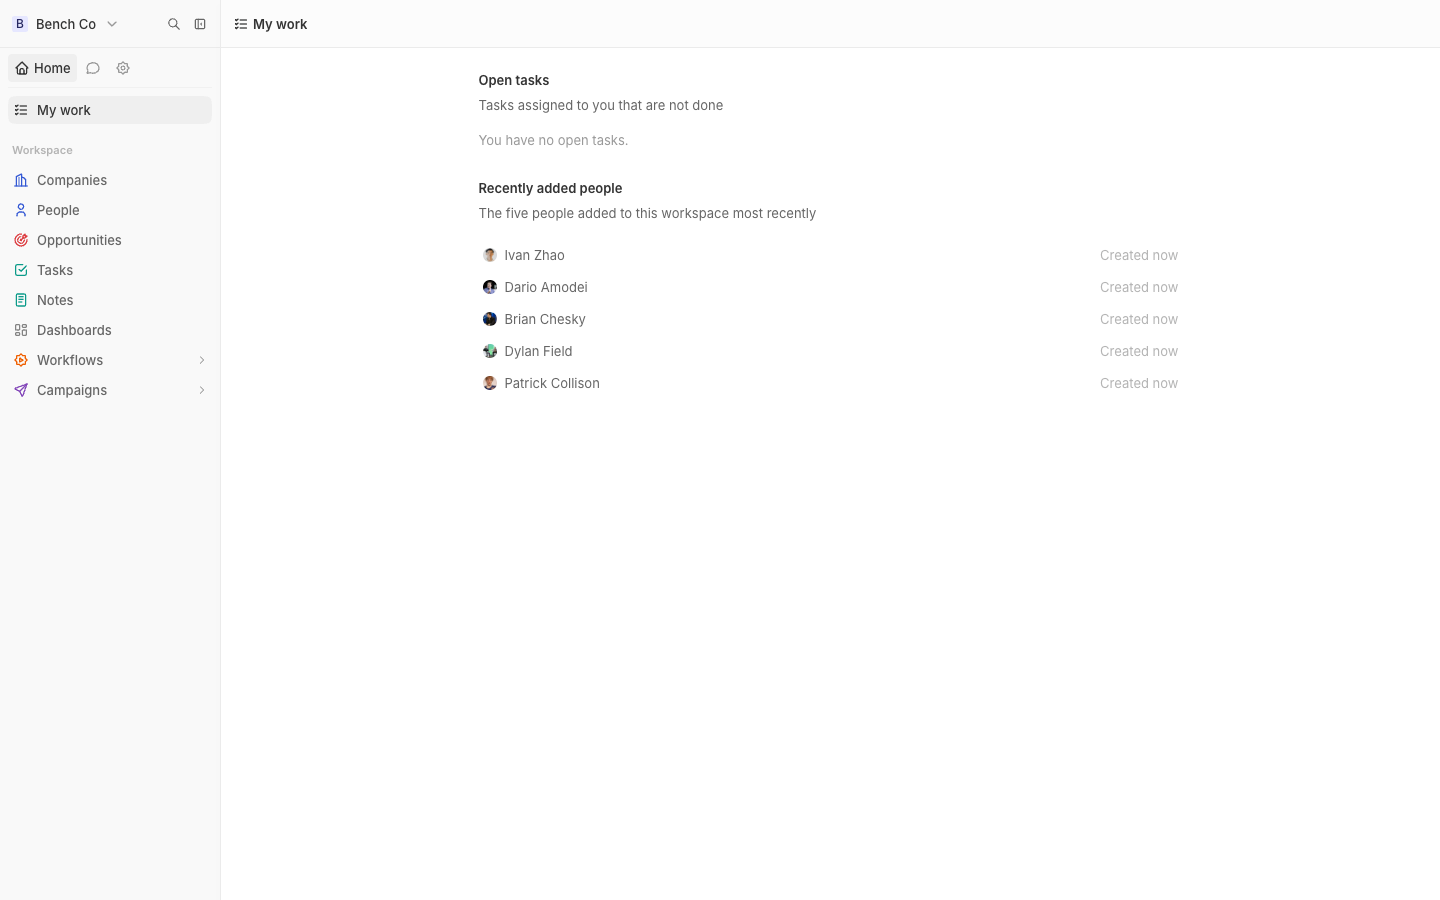 B Bench Co
My work
Home
My work
Workspace
Companies
People
Opportunities
Tasks
Notes
Dashboards
Workflows
Campaigns
Open tasks
Tasks assigned to you that are not done
You have no open tasks.
Recently added people
The five people added to this workspace most recently
Ivan Zhao Created now
Dario Amodei Created now
Brian Chesky Created now
Dylan Field Created now
Patrick Collison Created now